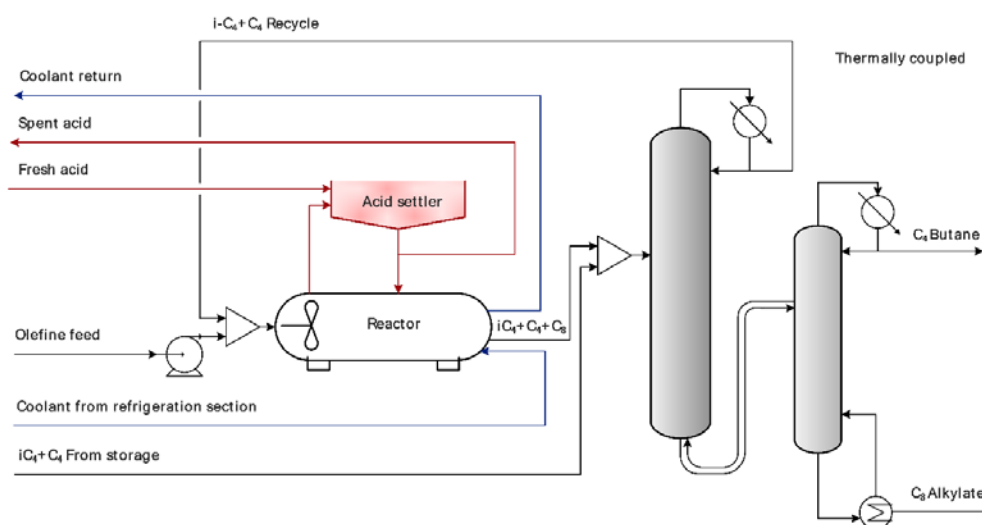 i-C₄+C₄ Recycle
Thermally coupled
Coolant return
Spent acid
Fresh acid
Acid settler
C₄ Butane
Reactor
iC₄+C₄+C₈
Olefine feed
Coolant from refrigeration section
iC₄+C₄ From storage
C₈ Alkylate